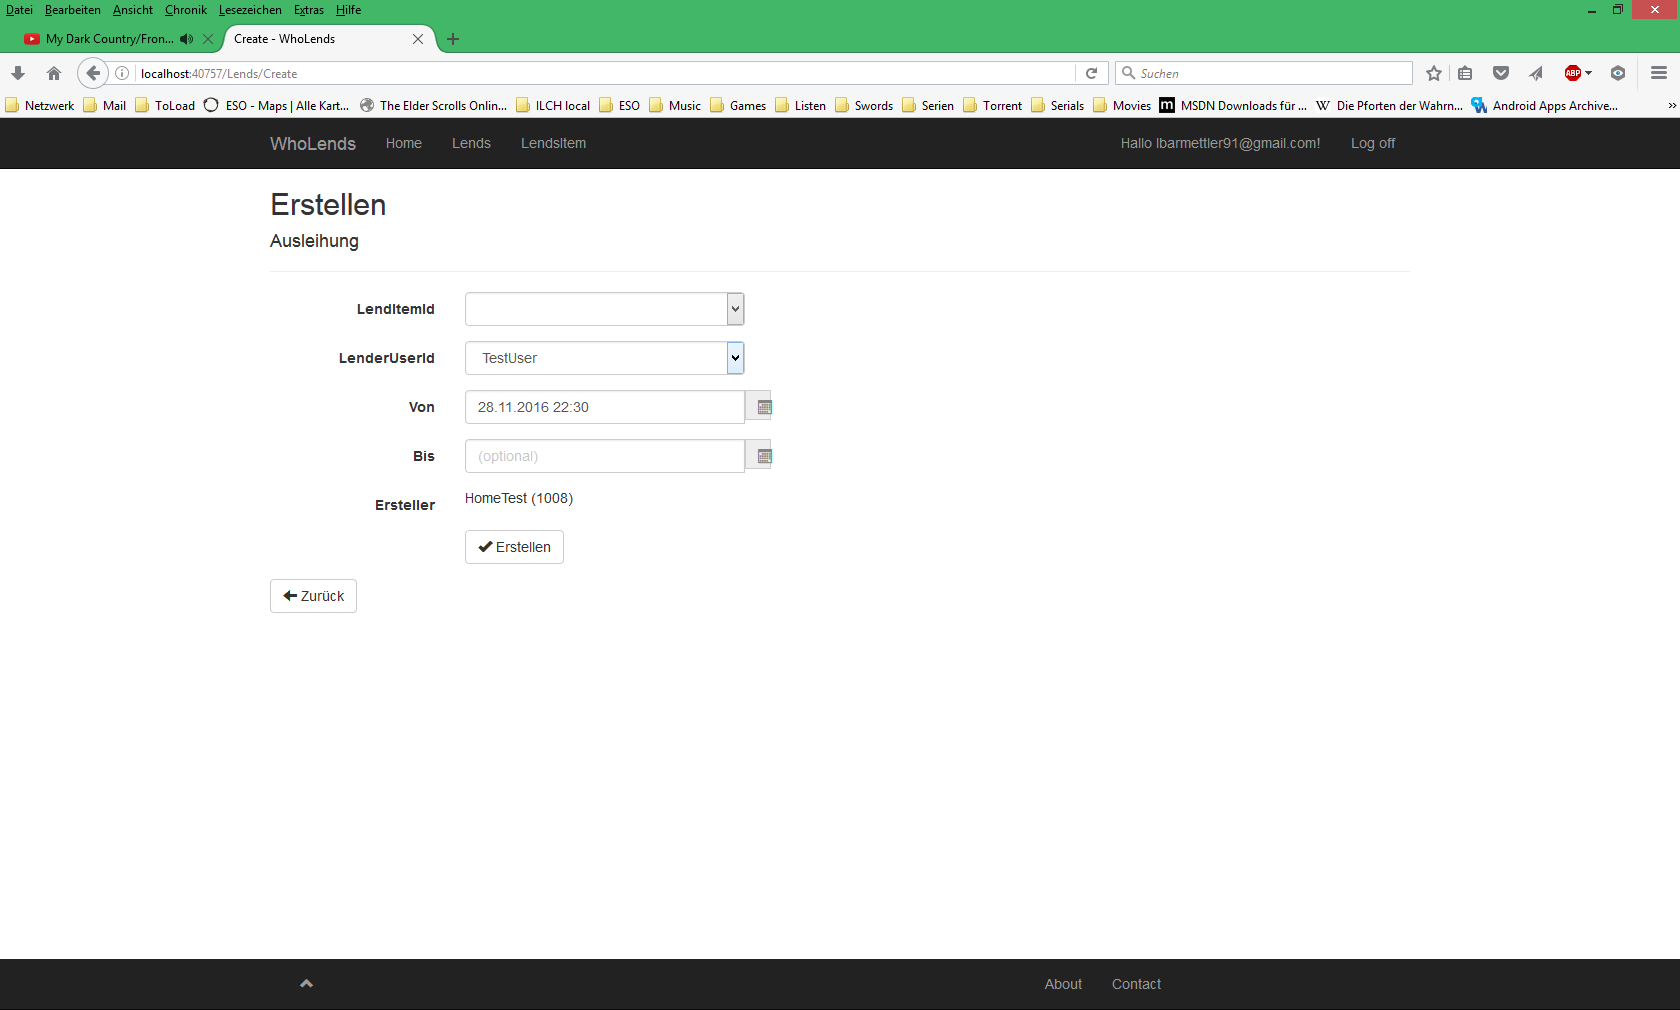 Datei Bearbeiten Ansicht Chronik Lesezeichen Extras Hilfe
My Dark Country/Fron... Create - WhoLends
localhost:40757/Lends/Create Suchen ABP
Netzwerk Mail ToLoad ESO - Maps | Alle Kart... The Elder Scrolls Onlin... ILCH local ESO Music Games Listen Swords Serien Torrent Serials Movies m MSDN Downloads für ... W Die Pforten der Wahrn... Android Apps Archive... »
WhoLends Home Lends LendsItem Hallo lbarmettler91@gmail.com! Log off
Erstellen
Ausleihung
LendItemId
LenderUserId TestUser
Von 28.11.2016 22:30
Bis (optional)
Ersteller HomeTest (1008)
Erstellen
Zurück
About Contact